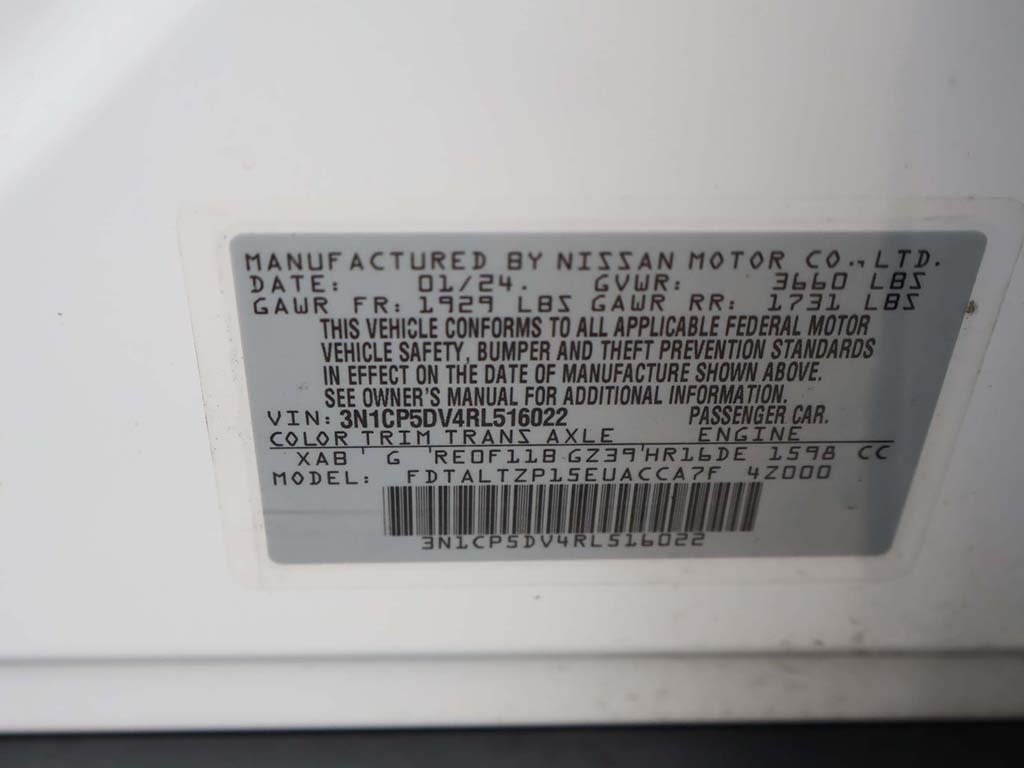 MANUFACTURED BY NISSAN MOTOR CO., LTD.
DATE: 01/24. GVWR: 3660 LBS
GAWR FR: 1929 LBS GAWR RR: 1731 LBS
THIS VEHICLE CONFORMS TO ALL APPLICABLE FEDERAL MOTOR
VEHICLE SAFETY, BUMPER AND THEFT PREVENTION STANDARDS
IN EFFECT ON THE DATE OF MANUFACTURE SHOWN ABOVE.
SEE OWNER'S MANUAL FOR ADDITIONAL INFORMATION.
VIN: 3N1CP5DV4RL516022 PASSENGER CAR.
COLOR TRIM TRANS AXLE ENGINE
XAB G RE0F11B GZ39 HR16DE 1598 CC
MODEL: FDTALTZP15EUACCA7F 4Z000
3N1CP5DV4RL516022